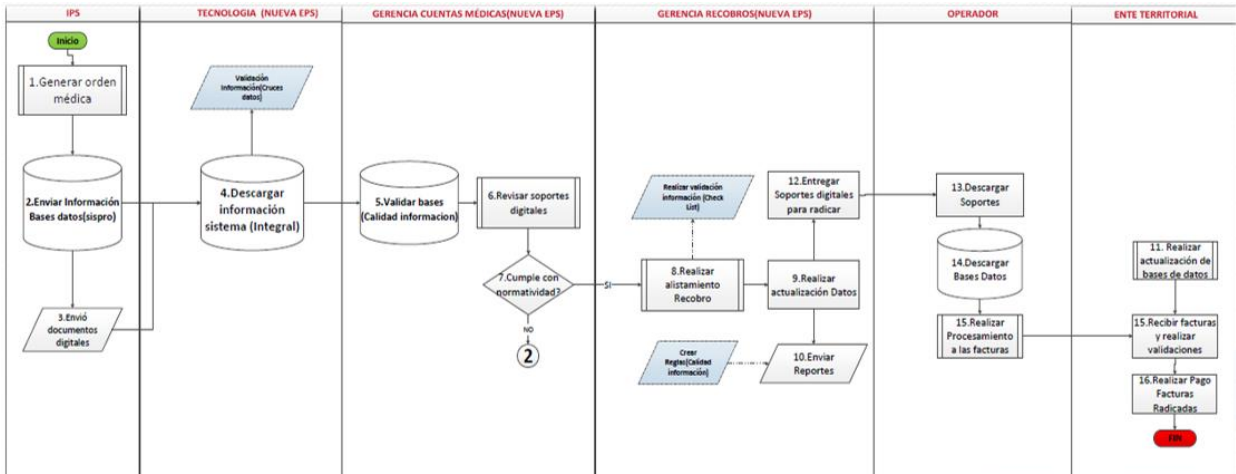 IPS
TECNOLOGIA (NUEVA EPS)
GERENCIA CUENTAS MÉDICAS(NUEVA EPS)
GERENCIA RECOBROS(NUEVA EPS)
OPERADOR
ENTE TERRITORIAL
Inicio
1.Generar orden
médica
2.Enviar Información
Bases datos(sispro)
3.Envió
documentos
digitales
Validación
Información(Cruces
datos)
4.Descargar
información
sistema (Integral)
5.Validar bases
(Calidad informacion)
6.Revisar soportes
digitales
7.Cumple con
normatividad?
SI
NO
2
Realizar validación
información (Check
List)
8.Realizar
alistamiento
Recobro
Crear
Reglas(Calidad
información)
12.Entregar
Soportes digitales
para radicar
9.Realizar
actualización Datos
10.Enviar
Reportes
13.Descargar
Soportes
14.Descargar
Bases Datos
15.Realizar
Procesamiento
a las facturas
11. Realizar
actualización de
bases de datos
15.Recibir facturas
y realizar
validaciones
16.Realizar Pago
Facturas
Radicadas
FIN